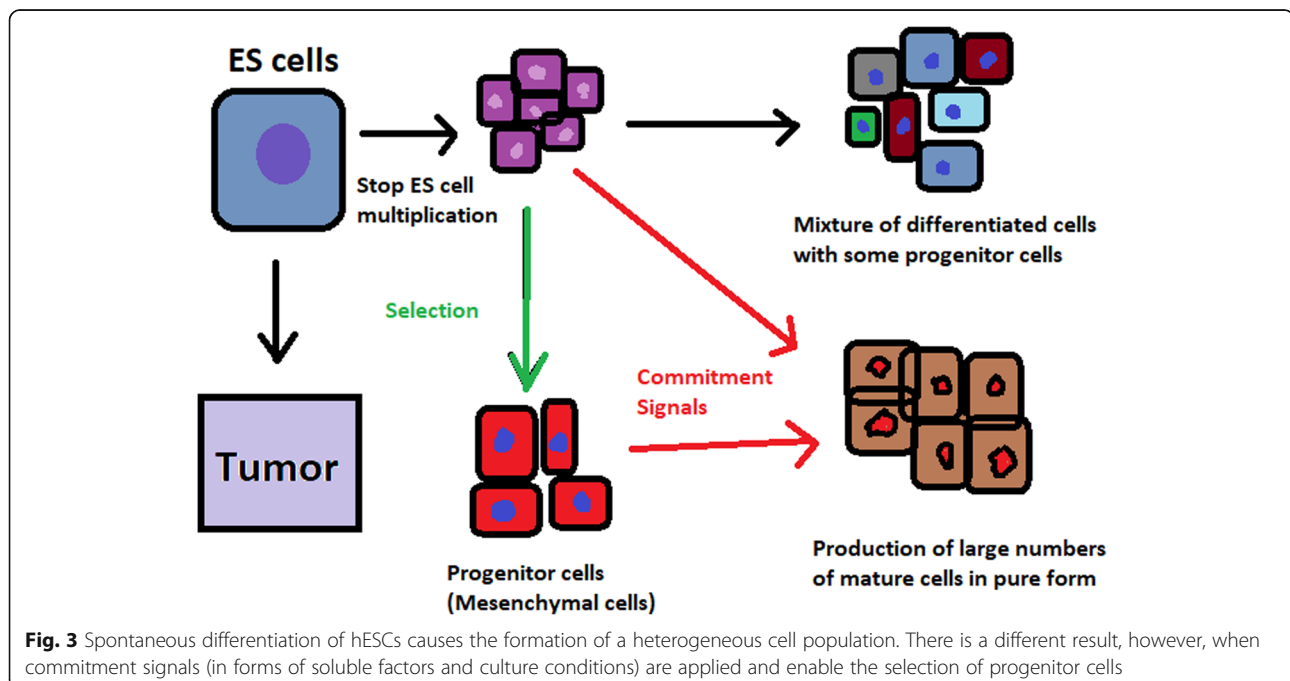 ES cells
Stop ES cell
multiplication
Mixture of differentiated cells
with some progenitor cells
Selection
Commitment
Signals
Tumor
Progenitor cells
(Mesenchymal cells)
Production of large numbers
of mature cells in pure form
Fig. 3 Spontaneous differentiation of hESCs causes the formation of a heterogeneous cell population. There is a different result, however, when
commitment signals (in forms of soluble factors and culture conditions) are applied and enable the selection of progenitor cells